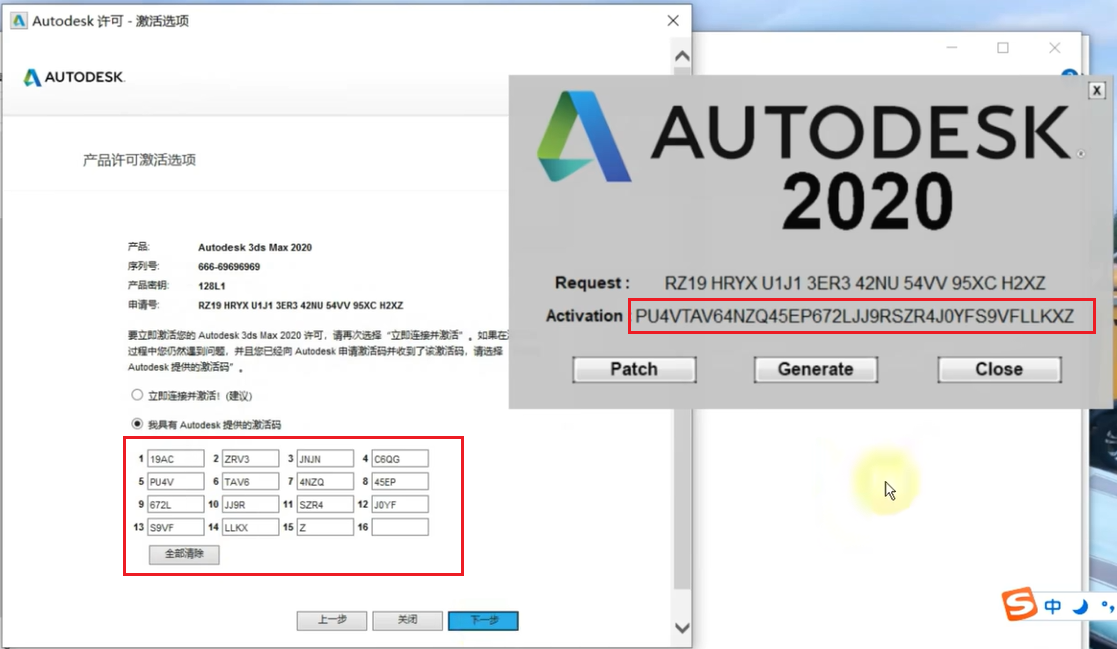 Autodesk 许可 - 激活选项
AUTODESK
产品许可激活选项
产品: Autodesk 3ds Max 2020
序列号: 666-69696969
产品密钥: 128L1
申请号: RZ19 HRYX U1J1 3ER3 42NU 54VV 95XC H2XZ
要立即激活您的 Autodesk 3ds Max 2020 许可，请再次选择“立即连接并激活”。如果在
过程中您仍然遇到问题，并且您已经向 Autodesk 申请激活码并收到了该激活码，请选择
Autodesk 提供的激活码”。
立即连接并激活! (建议)
我具有 Autodesk 提供的激活码
1 19AC 2 ZRV3 3 JNJN 4 C6QG
5 PU4V 6 TAV6 7 4NZQ 8 45EP
9 672L 10 JJ9R 11 SZR4 12 J0YF
13 S9VF 14 LLKX 15 Z 16
全部清除
上一步 关闭 下一步
X
AUTODESK
2020
Request : RZ19 HRYX U1J1 3ER3 42NU 54VV 95XC H2XZ
Activation PU4VTAV64NZQ45EP672LJJ9RSZR4J0YFS9VFLLKXZ
Patch Generate Close
S 中